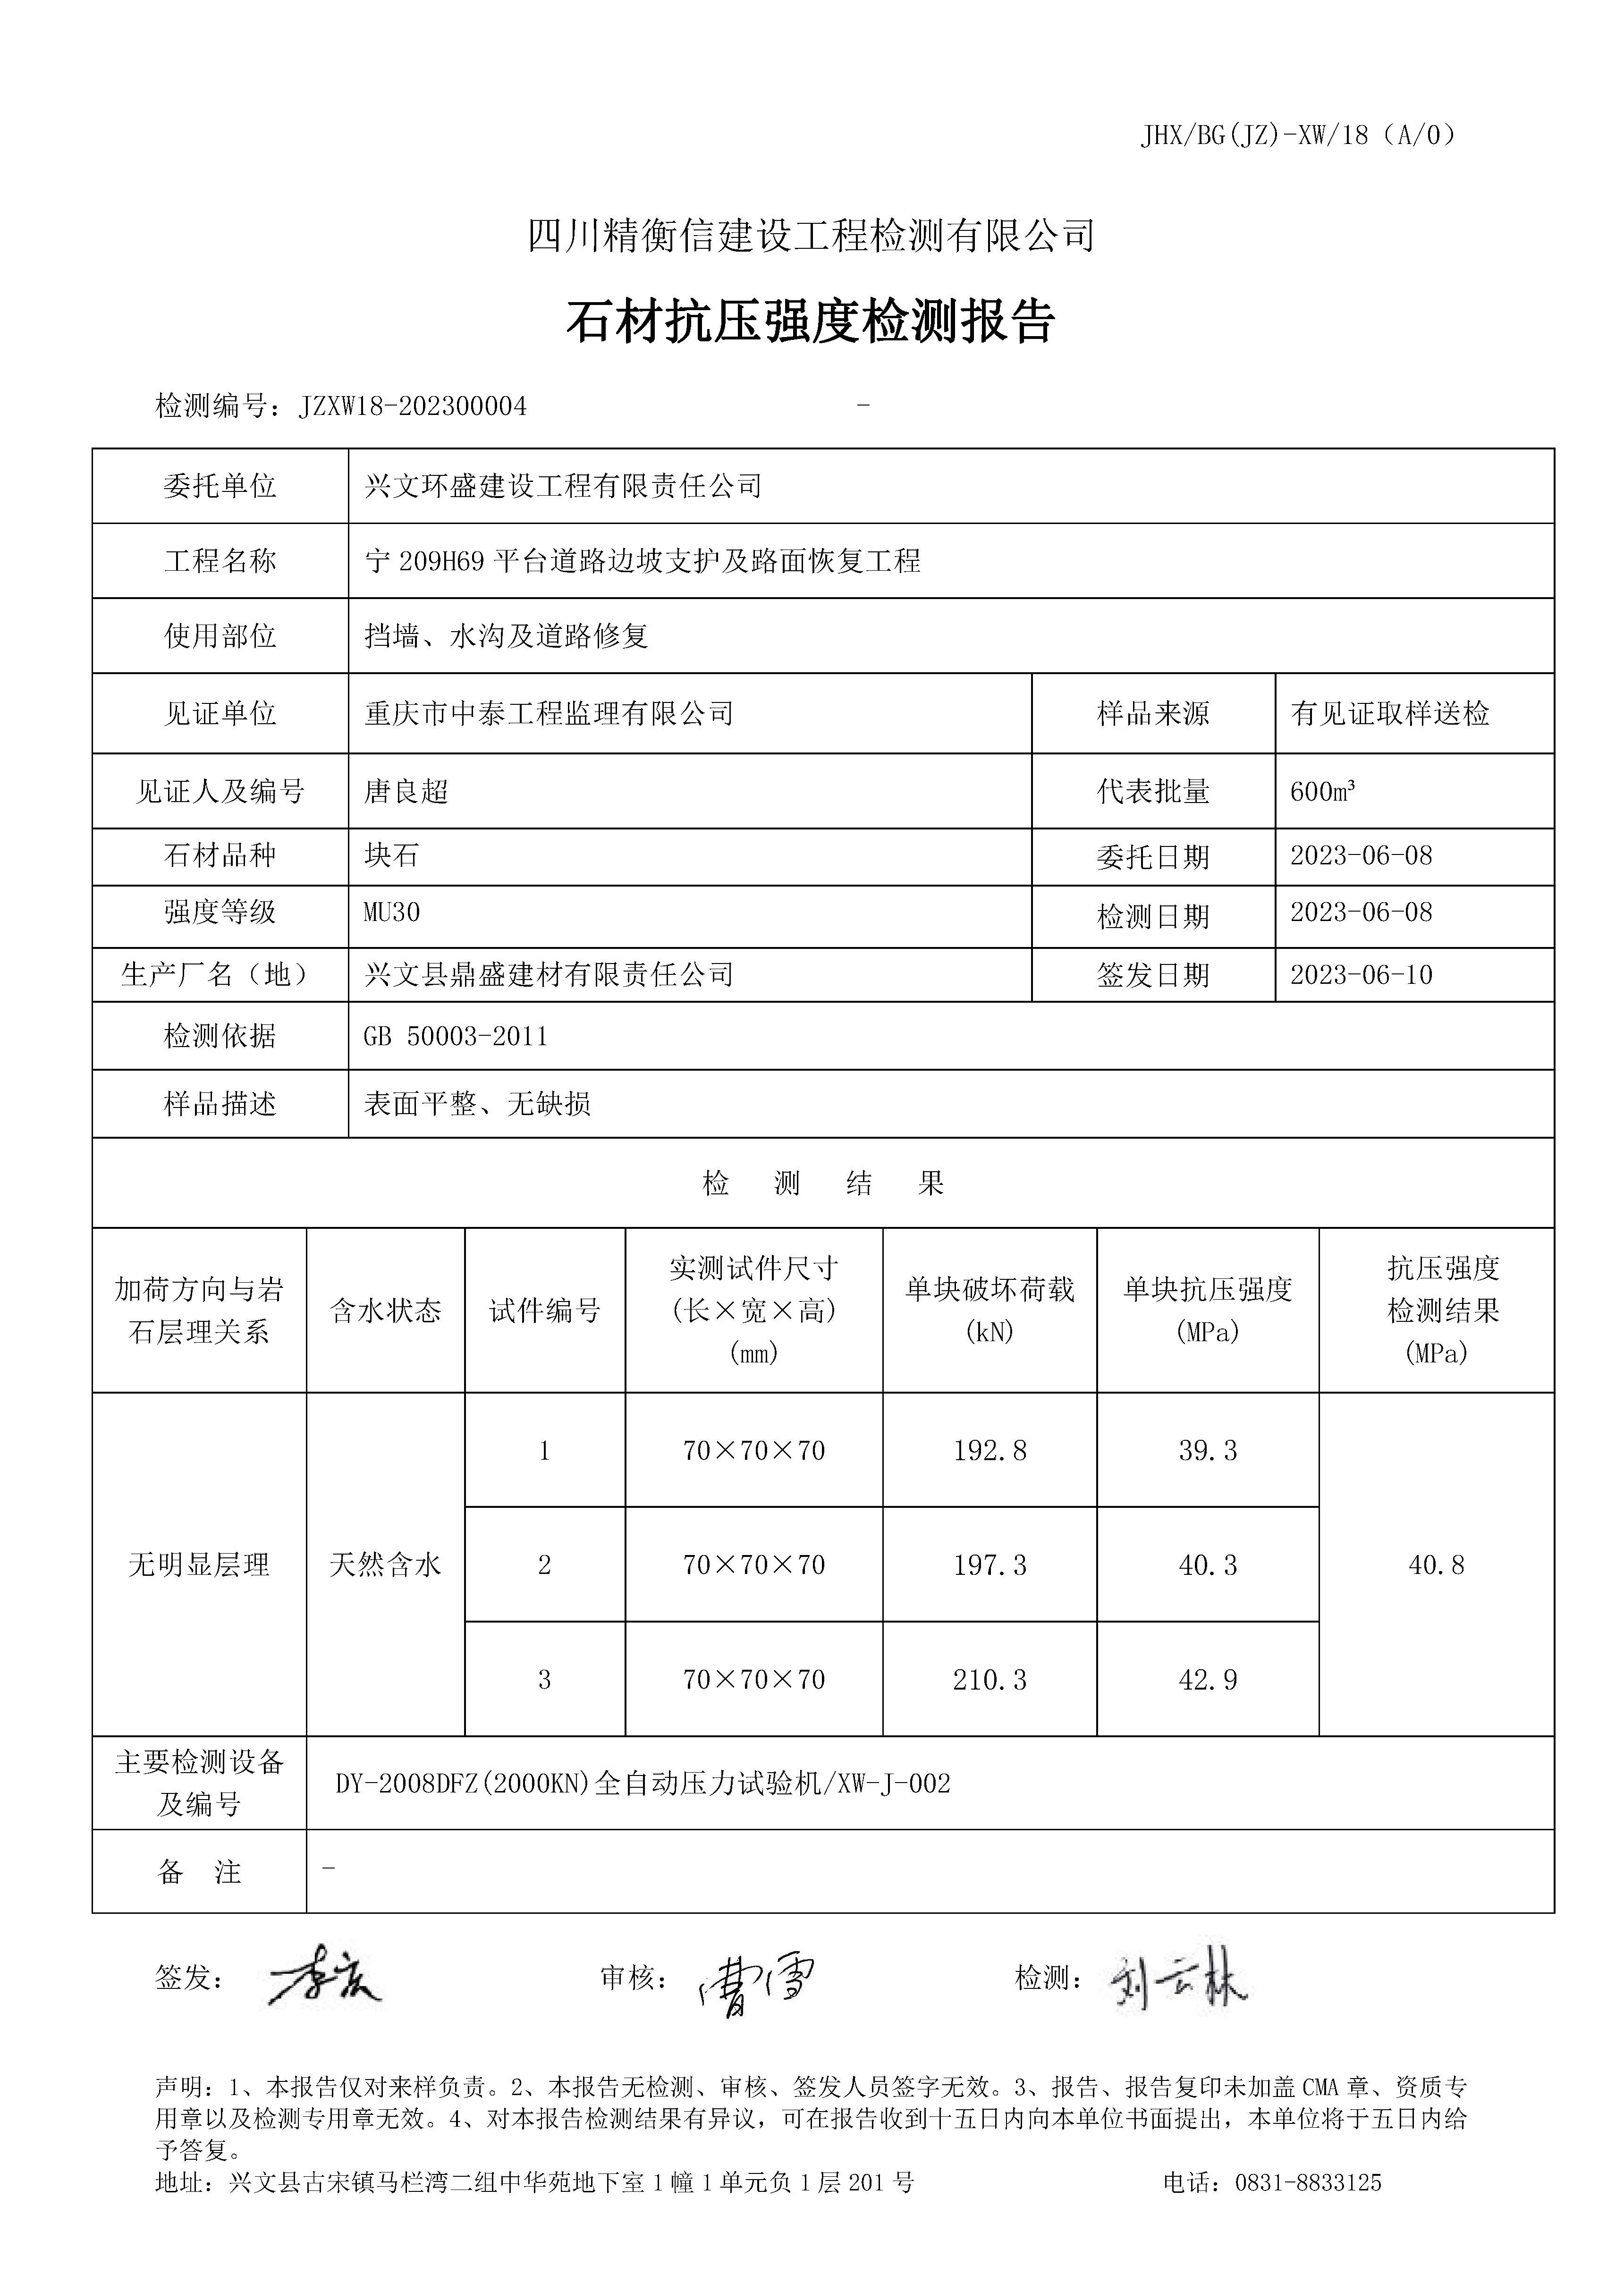 JHX/BG(JZ)-XW/18（A/0）
四川精衡信建设工程检测有限公司
石材抗压强度检测报告
检测编号：JZXW18-202300004 -
委托单位 兴文环盛建设工程有限责任公司
工程名称 宁209H69平台道路边坡支护及路面恢复工程
使用部位 挡墙、水沟及道路修复
见证单位 重庆市中泰工程监理有限公司 样品来源 有见证取样送检
见证人及编号 唐良超 代表批量 600m³
石材品种 块石 委托日期 2023-06-08
强度等级 MU30 检测日期 2023-06-08
生产厂名（地） 兴文县鼎盛建材有限责任公司 签发日期 2023-06-10
检测依据 GB 50003-2011
样品描述 表面平整、无缺损
检 测 结 果
加荷方向与岩
石层理关系
含水状态
试件编号
实测试件尺寸
(长×宽×高)
(mm)
单块破坏荷载
(kN)
单块抗压强度
(MPa)
抗压强度
检测结果
(MPa)
无明显层理 天然含水
1 70×70×70 192.8 39.3
2 70×70×70 197.3 40.3 40.8
3 70×70×70 210.3 42.9
主要检测设备
及编号
DY-2008DFZ(2000KN)全自动压力试验机/XW-J-002
备 注 -
签发： 审核：曹雪 检测：刘云林
声明：1、本报告仅对来样负责。2、本报告无检测、审核、签发人员签字无效。3、报告、报告复印未加盖CMA章、资质专
用章以及检测专用章无效。4、对本报告检测结果有异议，可在报告收到十五日内向本单位书面提出，本单位将于五日内给
予答复。
地址：兴文县古宋镇马栏湾二组中华苑地下室1幢1单元负1层201号 电话：0831-8833125